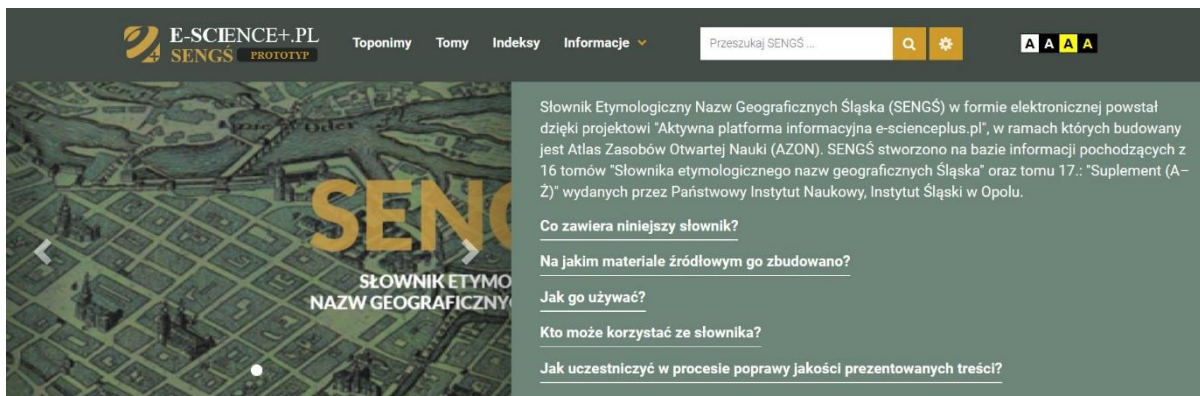 E-SCIENCE+.PL
SENGŚ PROTOTYP
Toponimy Tomy Indeksy Informacje
Przeszukaj SENGŚ ...
A A A A
SENG
SŁOWNIK ETYMO
NAZW GEOGRAFICZNY
Słownik Etymologiczny Nazw Geograficznych Śląska (SENGŚ) w formie elektronicznej powstał
dzięki projektowi "Aktywna platforma informacyjna e-scienceplus.pl", w ramach których budowany
jest Atlas Zasobów Otwartej Nauki (AZON). SENGŚ stworzono na bazie informacji pochodzących z
16 tomów "Słownika etymologicznego nazw geograficznych Śląska" oraz tomu 17.: "Suplement (A–
Ż)" wydanych przez Państwowy Instytut Naukowy, Instytut Śląski w Opolu.
Co zawiera niniejszy słownik?
Na jakim materiale źródłowym go zbudowano?
Jak go używać?
Kto może korzystać ze słownika?
Jak uczestniczyć w procesie poprawy jakości prezentowanych treści?